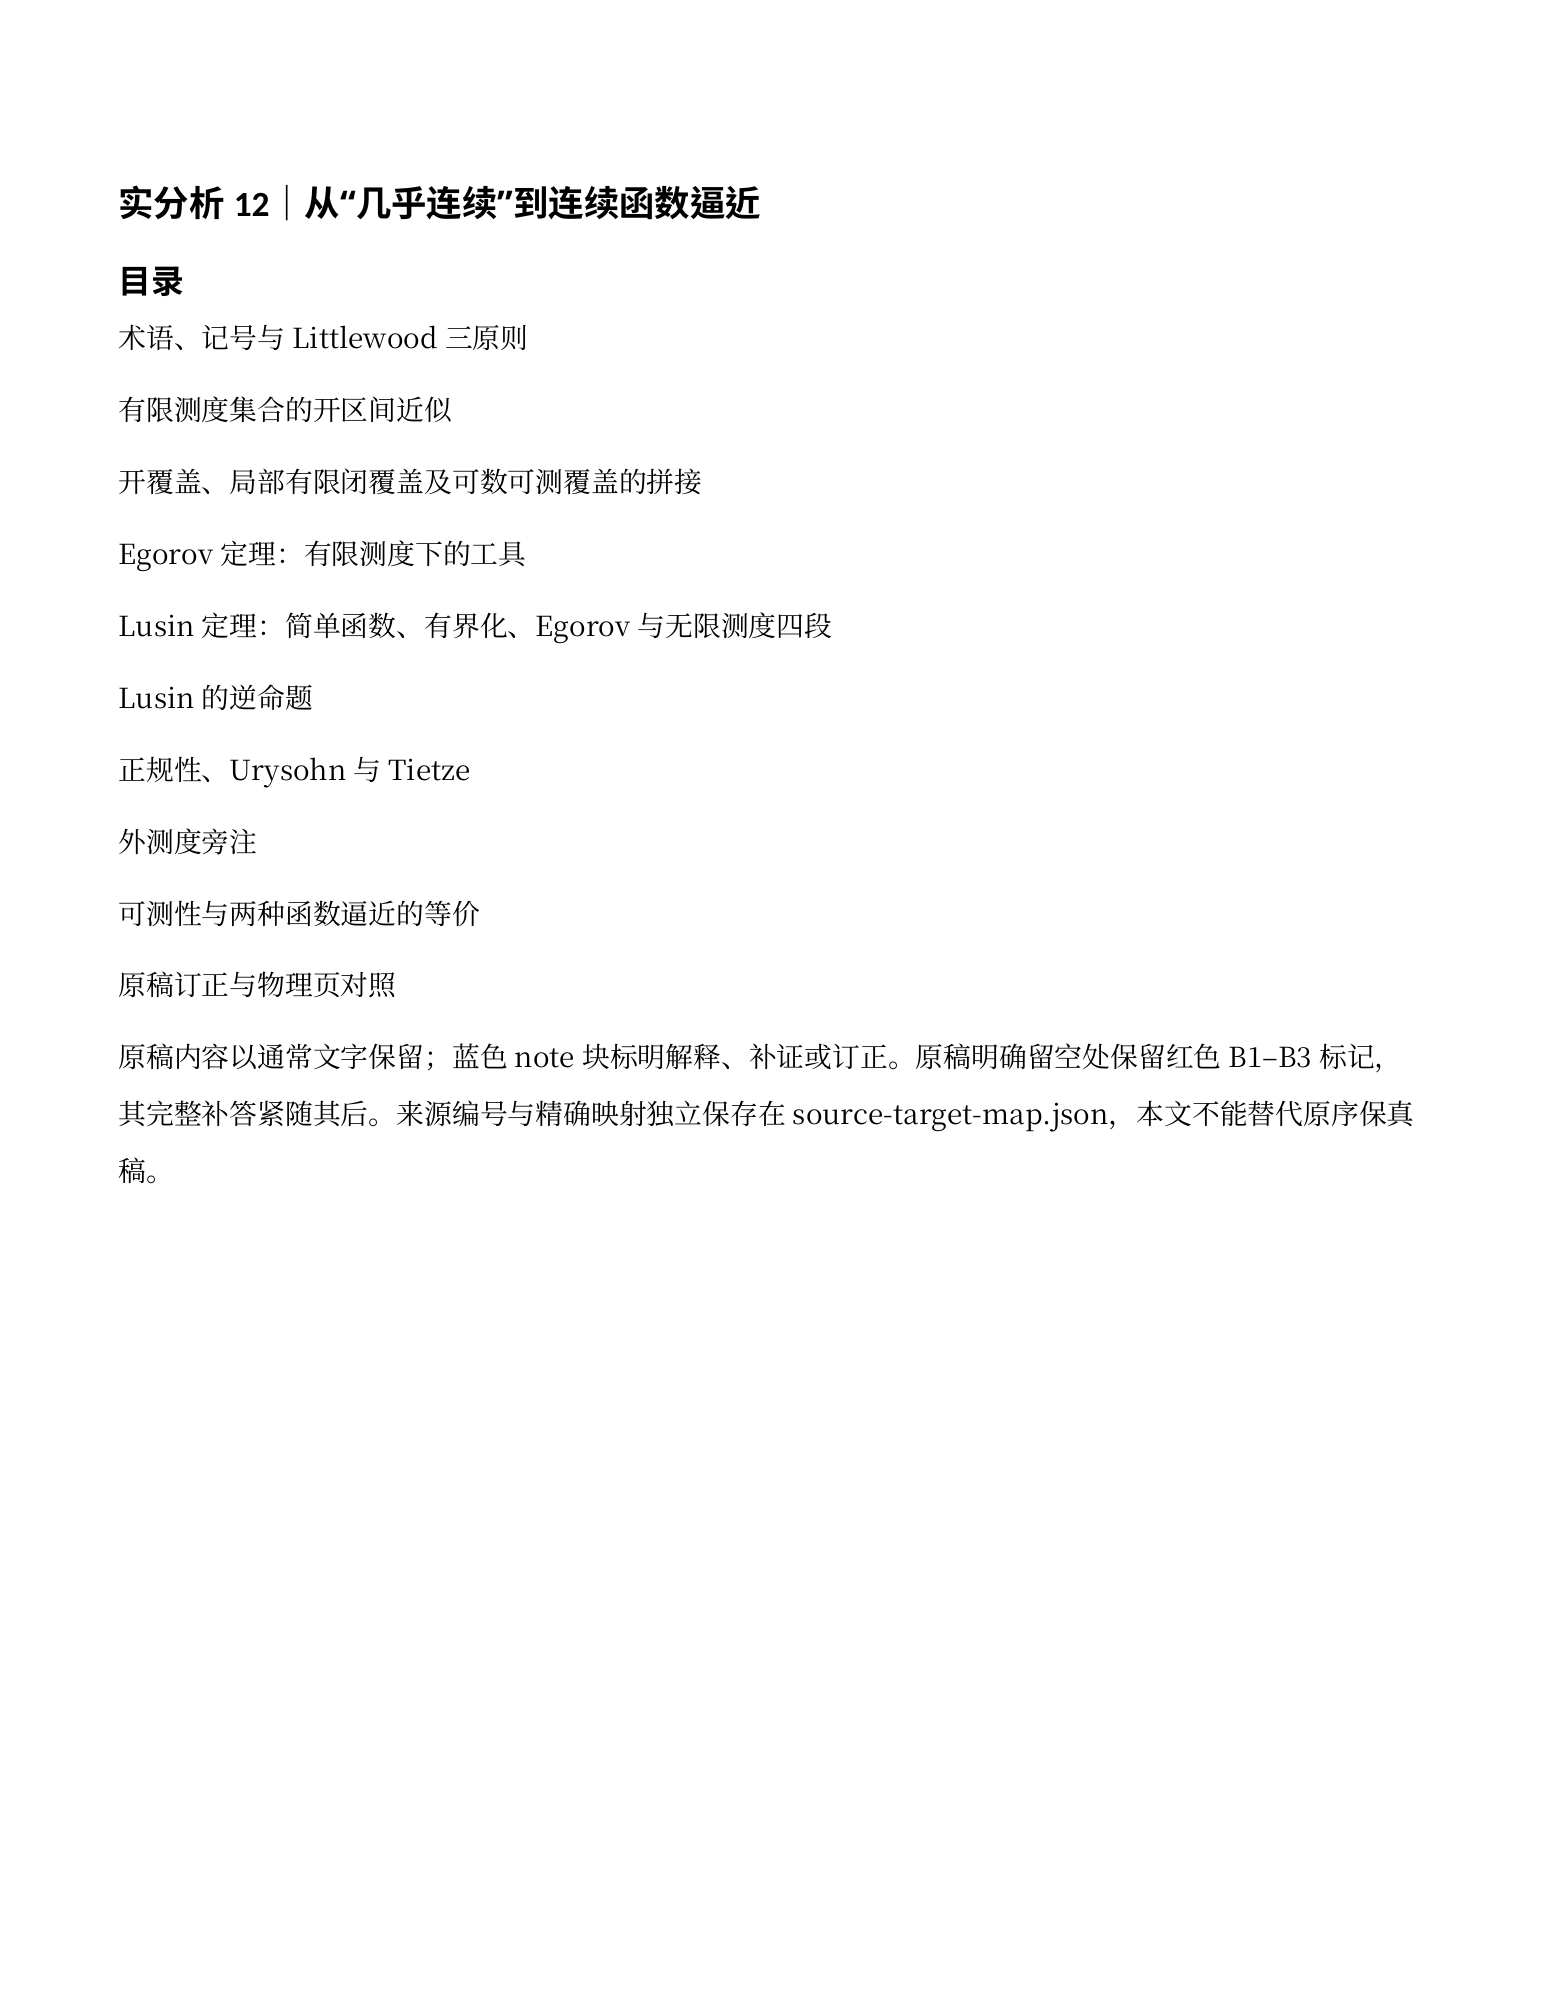 实分析 12｜从“几乎连续”到连续函数逼近
目录
术语、记号与 Littlewood 三原则
有限测度集合的开区间近似
开覆盖、局部有限闭覆盖及可数可测覆盖的拼接
Egorov 定理：有限测度下的工具
Lusin 定理：简单函数、有界化、Egorov 与无限测度四段
Lusin 的逆命题
正规性、Urysohn 与 Tietze
外测度旁注
可测性与两种函数逼近的等价
原稿订正与物理页对照
原稿内容以通常文字保留；蓝色 note 块标明解释、补证或订正。原稿明确留空处保留红色 B1–B3 标记，
其完整补答紧随其后。来源编号与精确映射独立保存在 source-target-map.json，本文不能替代原序保真
稿。